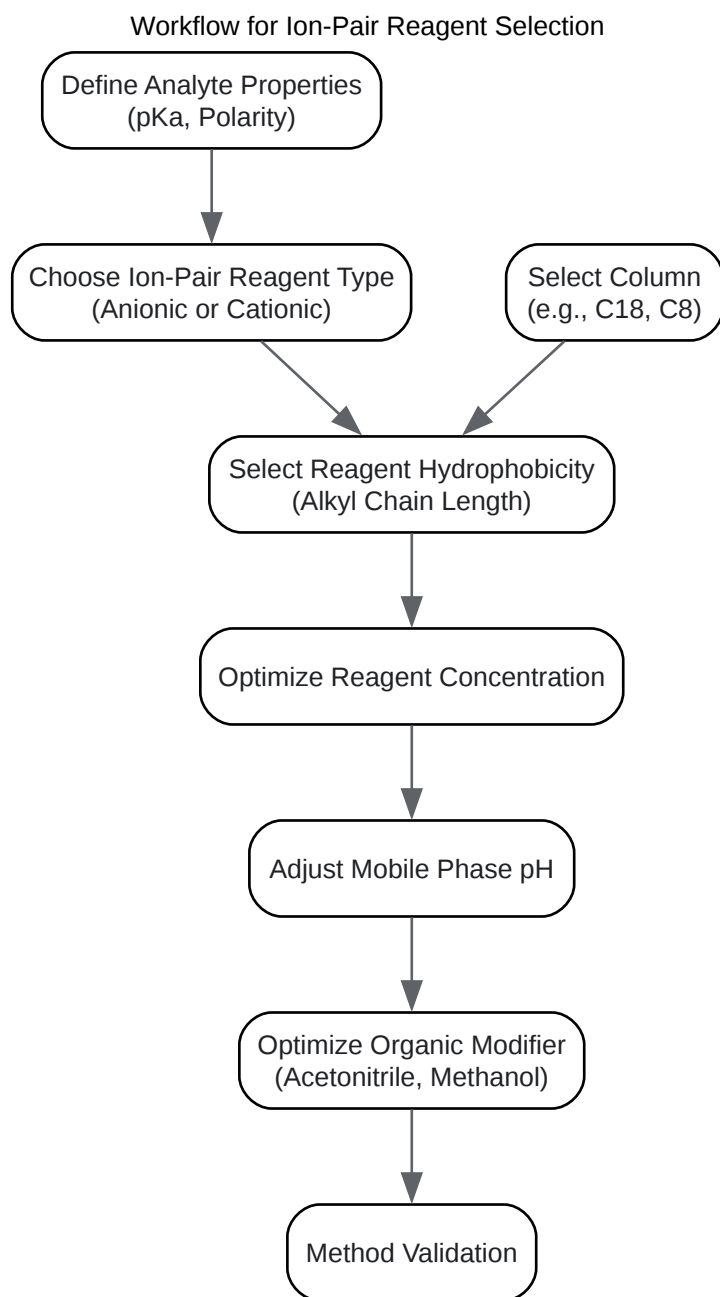 Workflow for Ion-Pair Reagent Selection
Define Analyte Properties
(pKa, Polarity)
Choose Ion-Pair Reagent Type
(Anionic or Cationic)
Select Column
(e.g., C18, C8)
Select Reagent Hydrophobicity
(Alkyl Chain Length)
Optimize Reagent Concentration
Adjust Mobile Phase pH
Optimize Organic Modifier
(Acetonitrile, Methanol)
Method Validation